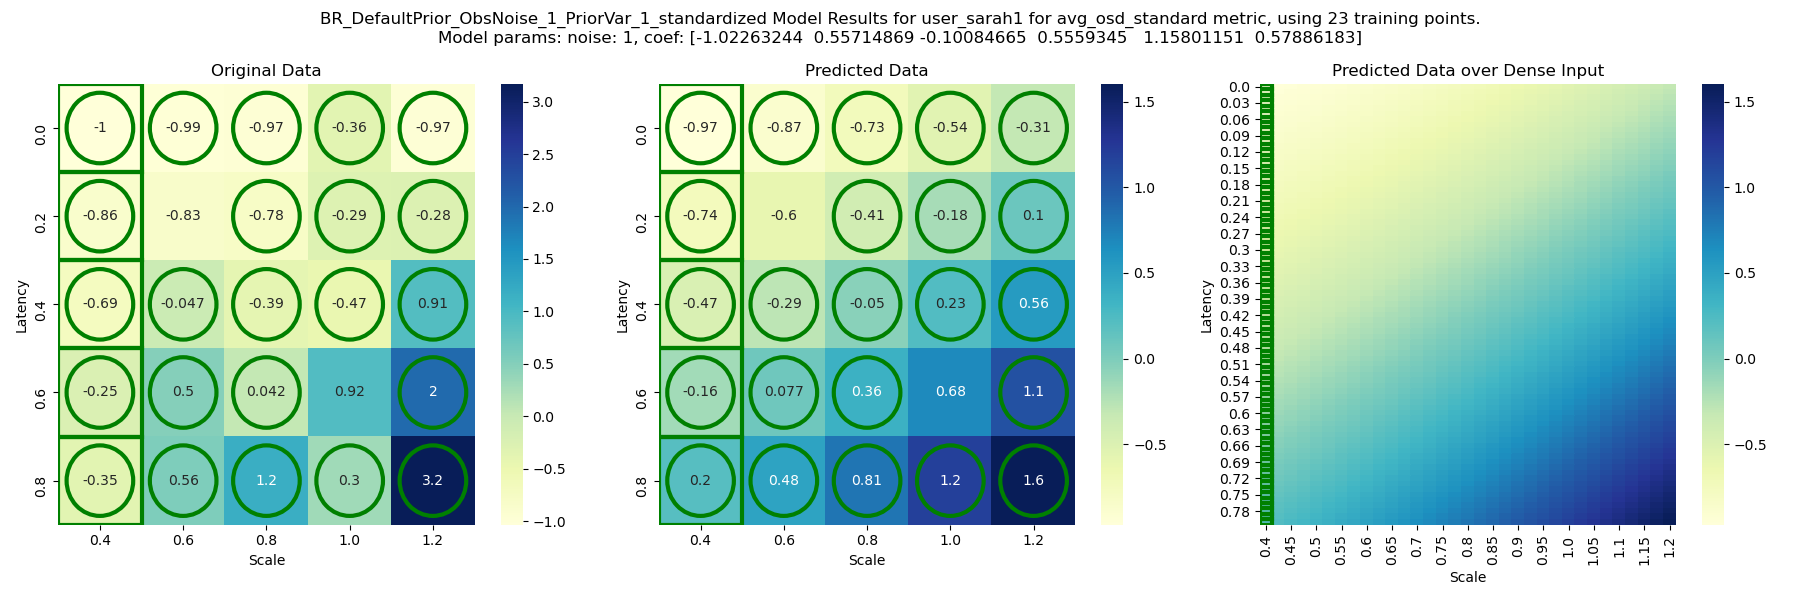 BR_DefaultPrior_ObsNoise_1_PriorVar_1_standardized Model Results for user_sarah1 for avg_osd_standard metric, using 23 training points.
Model params: noise: 1, coef: [-1.02263244 0.55714869 -0.10084665 0.5559345 1.15801151 0.57886183]
Original Data
Latency
0.0 -1 -0.99 -0.97 -0.36 -0.97
0.2 -0.86 -0.83 -0.78 -0.29 -0.28
0.4 -0.69 -0.047 -0.39 -0.47 0.91
0.6 -0.25 0.5 0.042 0.92 2
0.8 -0.35 0.56 1.2 0.3 3.2
0.4 0.6 0.8 1.0 1.2
Scale
3.0
2.5
2.0
1.5
1.0
0.5
0.0
−0.5
−1.0
Predicted Data
Latency
0.0 -0.97 -0.87 -0.73 -0.54 -0.31
0.2 -0.74 -0.6 -0.41 -0.18 0.1
0.4 -0.47 -0.29 -0.05 0.23 0.56
0.6 -0.16 0.077 0.36 0.68 1.1
0.8 0.2 0.48 0.81 1.2 1.6
0.4 0.6 0.8 1.0 1.2
Scale
1.5
1.0
0.5
0.0
−0.5
Predicted Data over Dense Input
Latency
0.0
0.03
0.06
0.09
0.12
0.15
0.18
0.21
0.24
0.27
0.3
0.33
0.36
0.39
0.42
0.45
0.48
0.51
0.54
0.57
0.6
0.63
0.66
0.69
0.72
0.75
0.78
0.4 0.45 0.5 0.55 0.6 0.65 0.7 0.75 0.8 0.85 0.9 0.95 1.0 1.05 1.1 1.15 1.2
Scale
1.5
1.0
0.5
0.0
−0.5